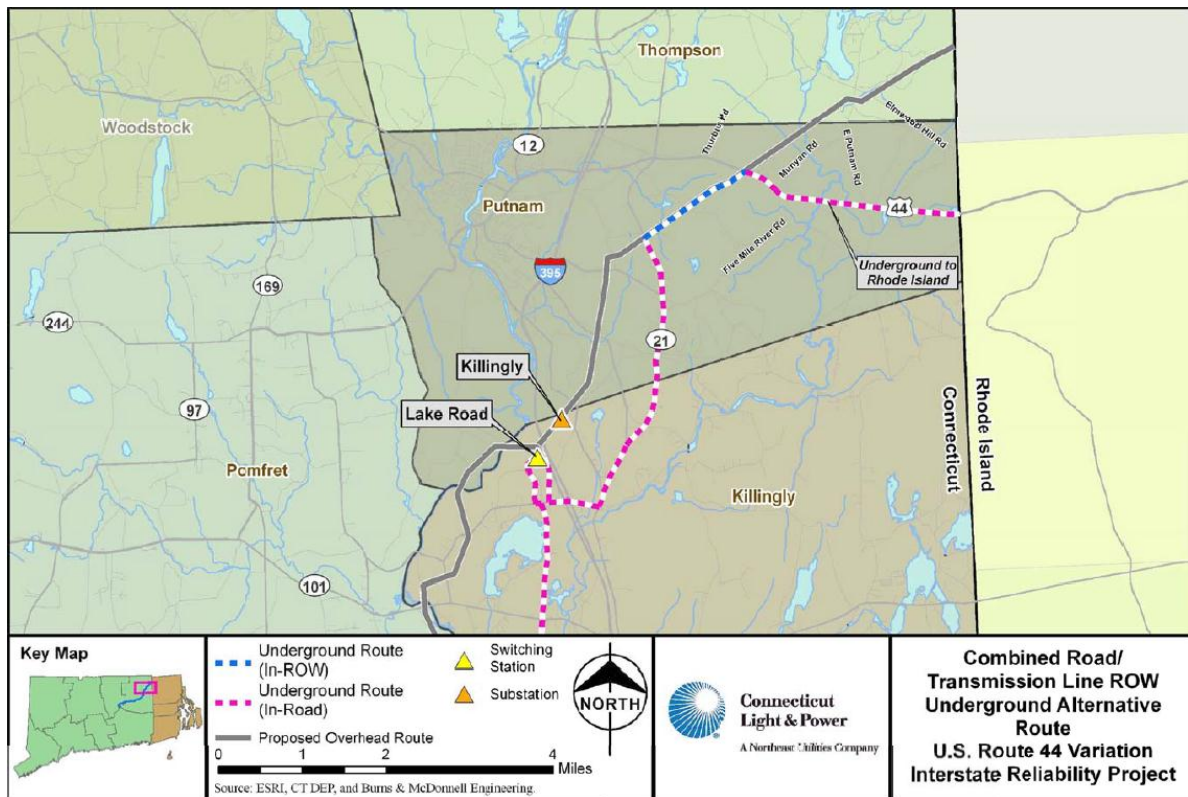 Thompson
Woodstock
12
Thurber Rd
Elmwood Hill Rd
Munyan Rd
E Putnam Rd
Putnam
44
395
Five Mile River Rd
Underground to
Rhode Island
169
244
21
Killingly
Lake Road
97
Pomfret
Killingly
Connecticut
Rhode Island
101
Key Map
Underground Route
(In-ROW)
Underground Route
(In-Road)
Proposed Overhead Route
Switching
Station
Substation
NORTH
0 2 4
Miles
Source: ESRI, CT DEP, and Burns & McDonnell Engineering.
Connecticut
Light & Power
A Northeast Utilities Company
Combined Road/
Transmission Line ROW
Underground Alternative
Route
U.S. Route 44 Variation
Interstate Reliability Project